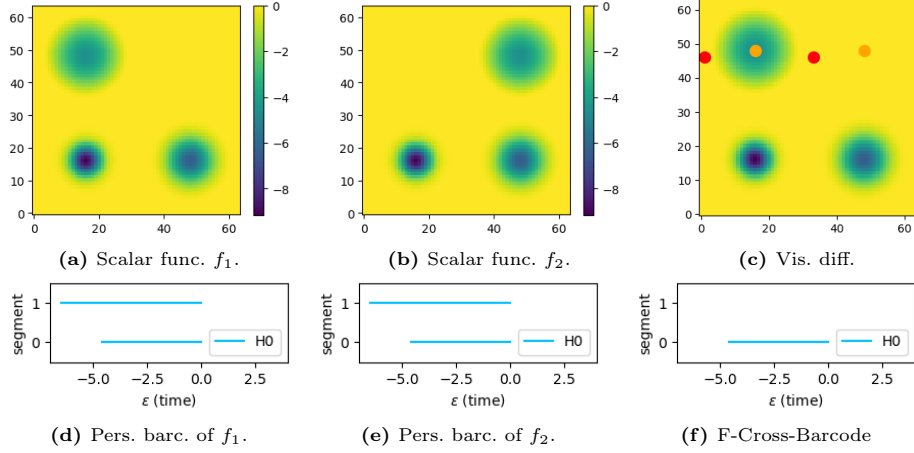 60
50
40
30
20
10
0
0 20 40 60
0
−2
−4
−6
−8
60
50
40
30
20
10
0
0 20 40 60
0
−2
−4
−6
−8
60
50
40
30
20
10
0
0 20 40 60
(a) Scalar func. f₁.
(b) Scalar func. f₂.
(c) Vis. diff.
segment
1
0
H0
−5.0 −2.5 0.0 2.5
ε (time)
segment
1
0
H0
−5.0 −2.5 0.0 2.5
ε (time)
segment
1
0
H0
−5.0 −2.5 0.0 2.5
ε (time)
(d) Pers. barc. of f₁.
(e) Pers. barc. of f₂.
(f) F-Cross-Barcode